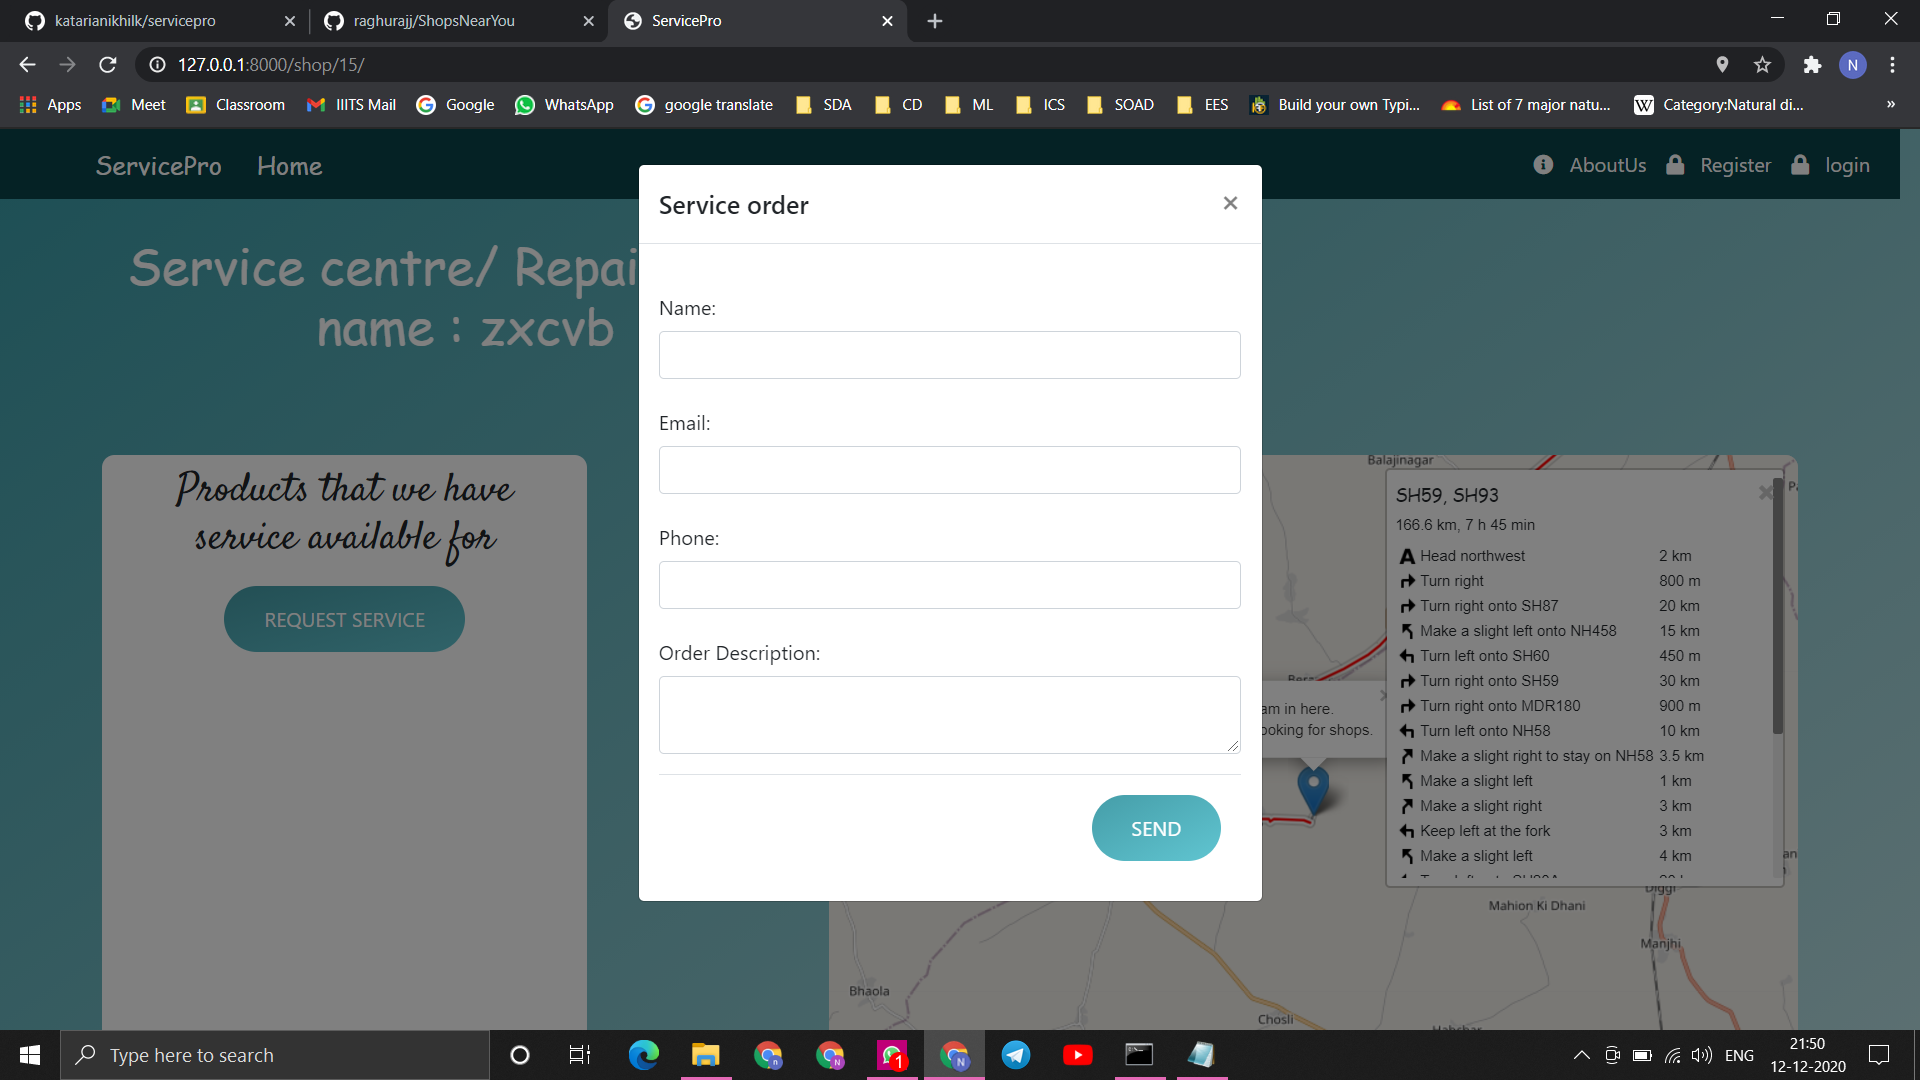 katarianikhilk/servicepro
raghurajj/ShopsNearYou
ServicePro
127.0.0.1:8000/shop/15/
N
Apps
Meet
Classroom
IIITS Mail
Google
WhatsApp
google translate
SDA
CD
ML
ICS
SOAD
EES
Build your own Typi...
List of 7 major natu...
W
Category:Natural di...
»
ServicePro
Home
AboutUs
Register
login
Service centre/ Repai
name : zxcvb
Products that we have
service available for
REQUEST SERVICE
Service order
×
Name:
Email:
Phone:
Order Description:
SEND
Balajinagar
SH59, SH93
166.6 km, 7 h 45 min
Head northwest 2 km
Turn right 800 m
Turn right onto SH87 20 km
Make a slight left onto NH458 15 km
Turn left onto SH60 450 m
Turn right onto SH59 30 km
Turn right onto MDR180 900 m
Turn left onto NH58 10 km
Make a slight right to stay on NH58 3.5 km
Make a slight left 1 km
Make a slight right 3 km
Keep left at the fork 3 km
Make a slight left 4 km
am in here.
ooking for shops.
Diggi
Mahion Ki Dhani
Manjhi
Bhaola
Chosli
Type here to search
n
N
1
N
ENG
21:50
12-12-2020